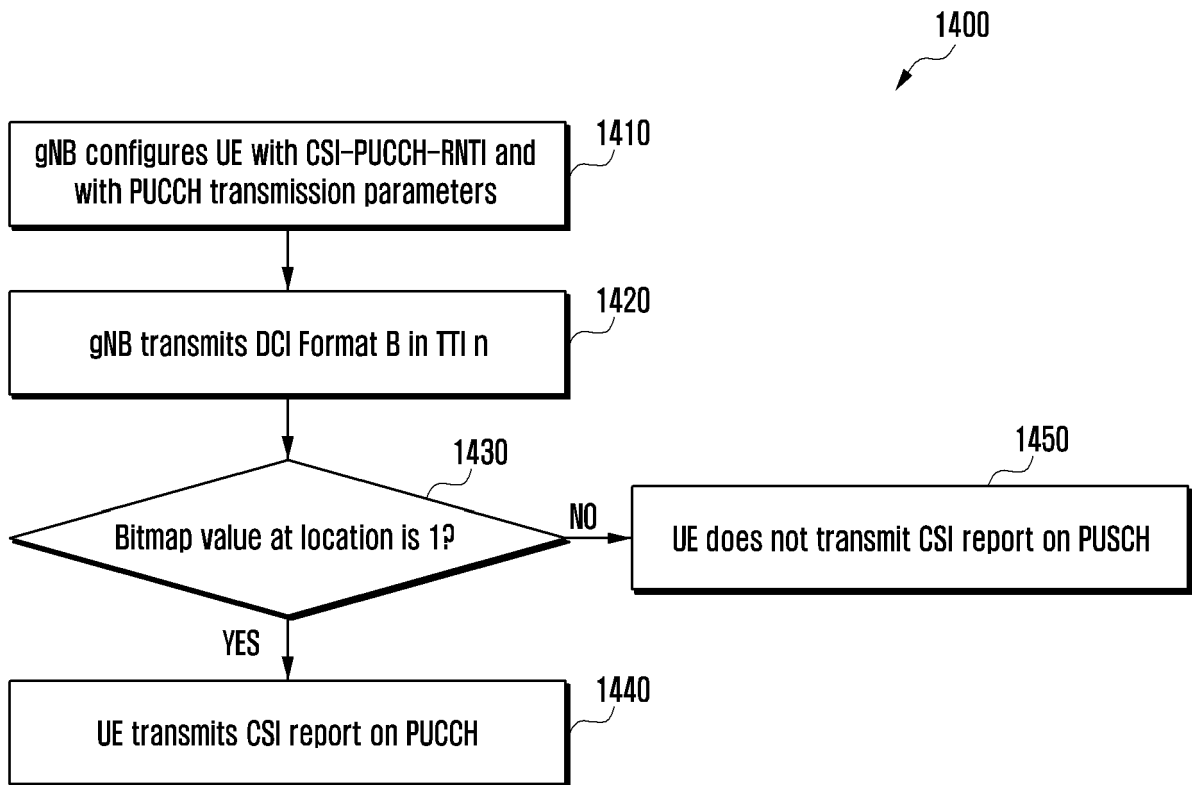 1400
gNB configures UE with CSI-PUCCH-RNTI and
with PUCCH transmission parameters
1410
gNB transmits DCI Format B in TTI n
1420
Bitmap value at location is 1?
1430
NO
UE does not transmit CSI report on PUSCH
1450
YES
UE transmits CSI report on PUCCH
1440